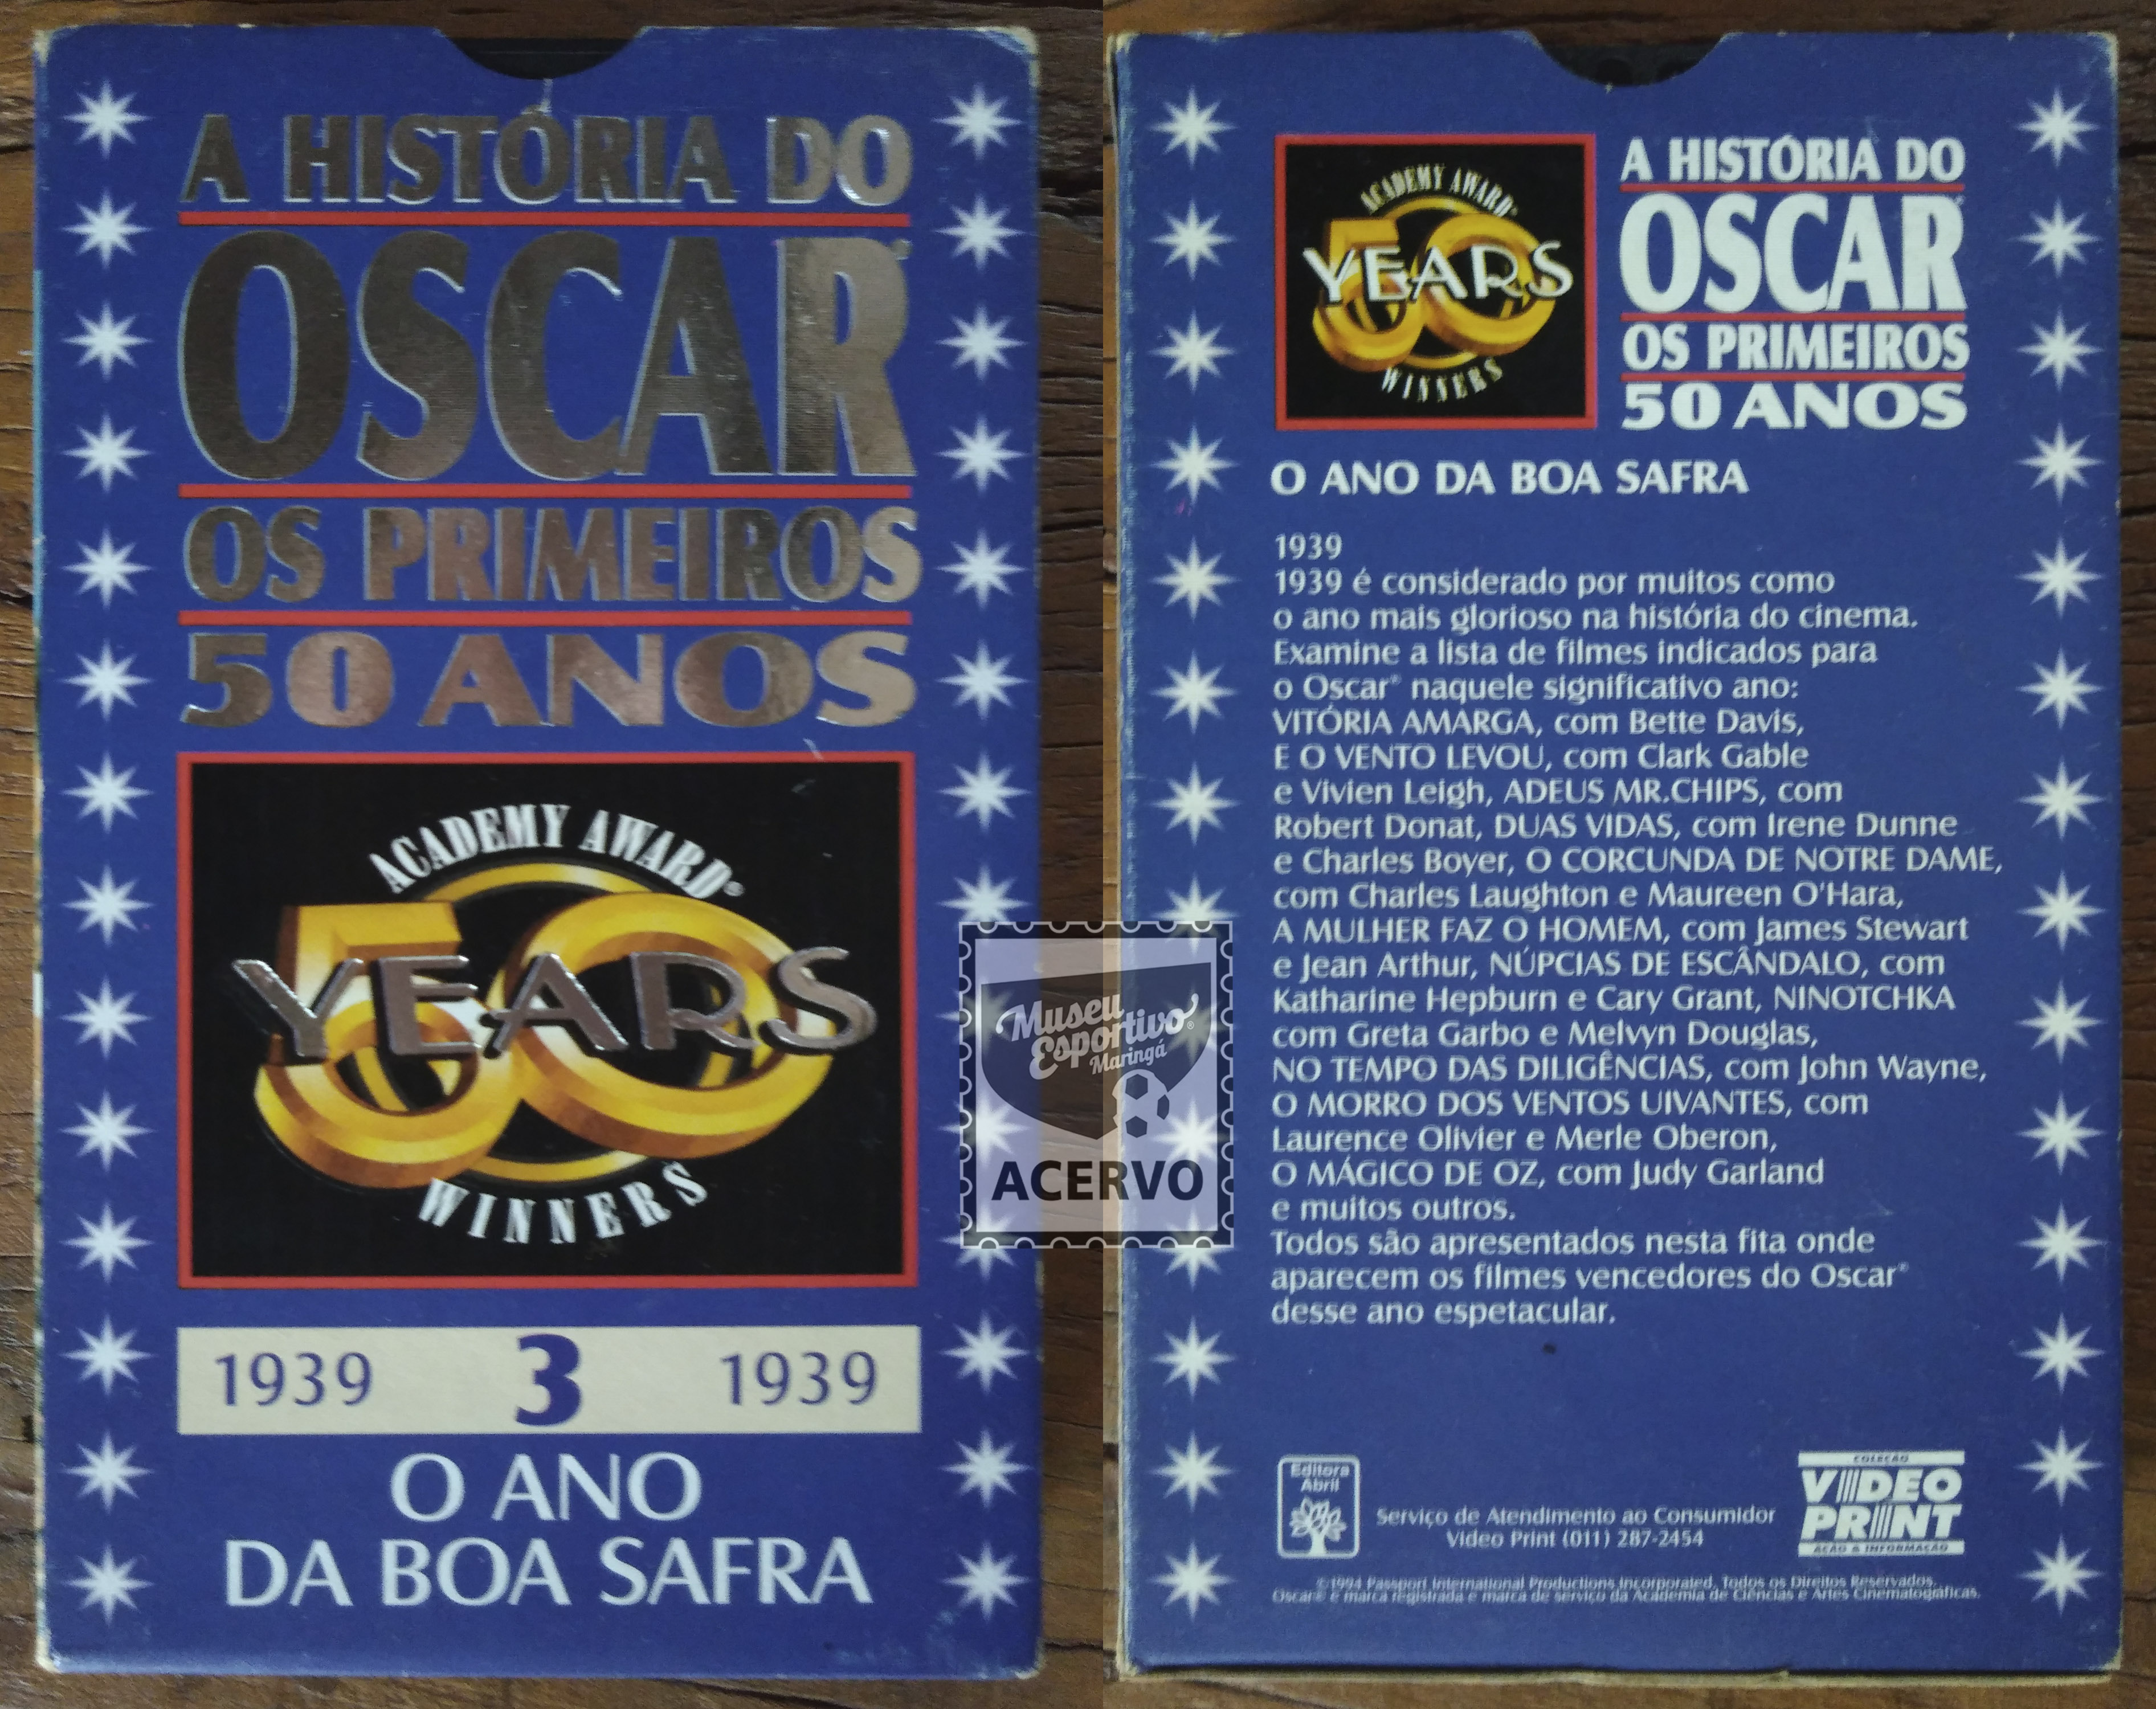 A HISTÓRIA DO
OSCAR®
OS PRIMEIROS
50 ANOS
ACADEMY AWARD®
50
YEARS
WINNERS
1939 3 1939
O ANO
DA BOA SAFRA
ACADEMY AWARD®
50
YEARS
WINNERS
A HISTÓRIA DO
OSCAR®
OS PRIMEIROS
50 ANOS
O ANO DA BOA SAFRA
1939
1939 é considerado por muitos como
o ano mais glorioso na história do cinema.
Examine a lista de filmes indicados para
o Oscar® naquele significativo ano:
VITÓRIA AMARGA, com Bette Davis,
E O VENTO LEVOU, com Clark Gable
e Vivien Leigh, ADEUS MR.CHIPS, com
Robert Donat, DUAS VIDAS, com Irene Dunne
e Charles Boyer, O CORCUNDA DE NOTRE DAME,
com Charles Laughton e Maureen O'Hara,
A MULHER FAZ O HOMEM, com James Stewart
e Jean Arthur, NÚPCIAS DE ESCÂNDALO, com
Katharine Hepburn e Cary Grant, NINOTCHKA
com Greta Garbo e Melvyn Douglas,
NO TEMPO DAS DILIGÊNCIAS, com John Wayne,
O MORRO DOS VENTOS UIVANTES, com
Laurence Olivier e Merle Oberon,
O MÁGICO DE OZ, com Judy Garland
e muitos outros.
Todos são apresentados nesta fita onde
aparecem os filmes vencedores do Oscar®
desse ano espetacular.
Editora
Abril
Serviço de Atendimento ao Consumidor
Video Print (011) 287-2454
COLEÇÃO
VIDEO
PRINT
AÇÃO & INFORMAÇÃO
©1994 Passport International Productions Incorporated. Todos os Direitos Reservados.
Oscar® é marca registrada e marca de serviço da Academia de Ciências e Artes Cinematográficas.
Museu
Esportivo®
Maringá
ACERVO